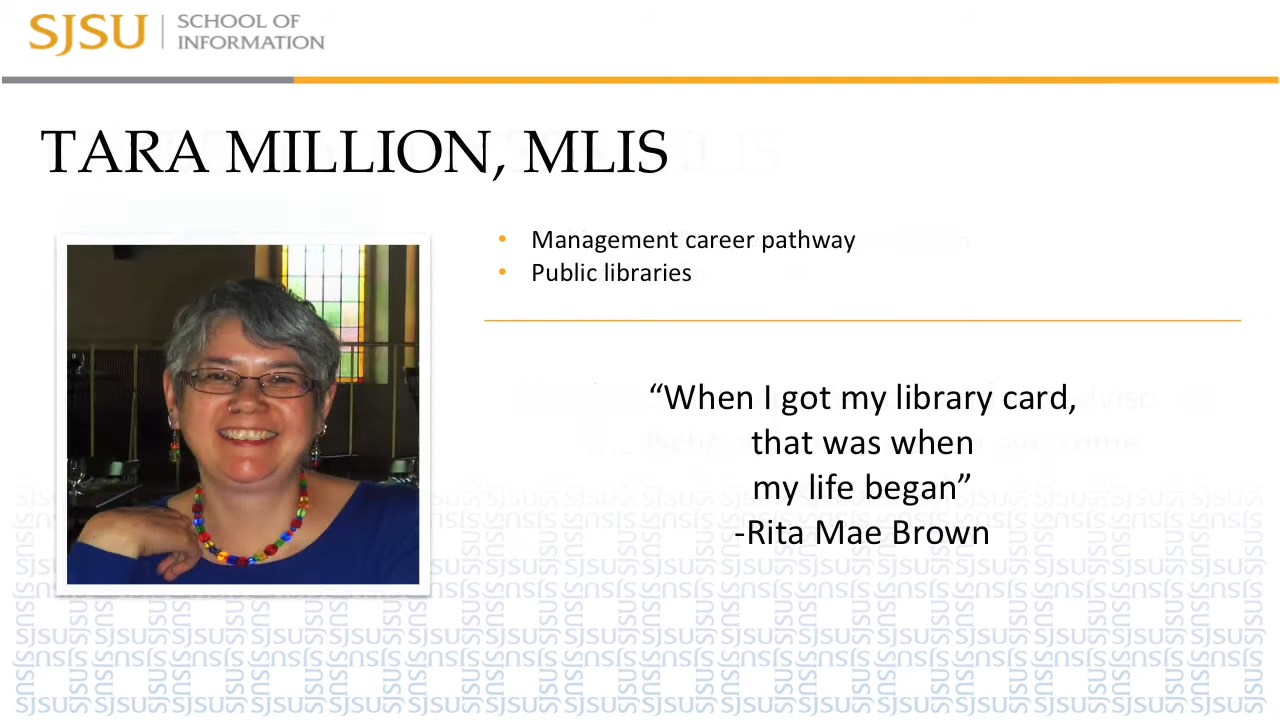 SJSU | SCHOOL OF
INFORMATION
TARA MILLION, MLIS
• Management career pathway
• Public libraries
“When I got my library card,
that was when
my life began”
-Rita Mae Brown